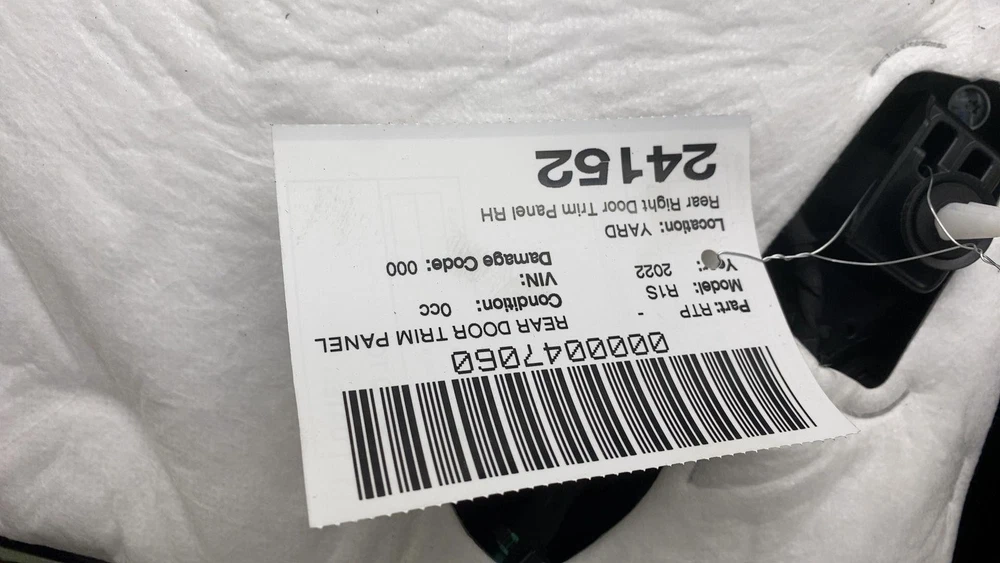 0000047060
REAR DOOR TRIM PANEL
Part: RTP - Condition: 0cc
Model: R1S VIN:
Year: 2022 Damage Code: 000
Location: YARD
Rear Right Door Trim Panel RH
24152